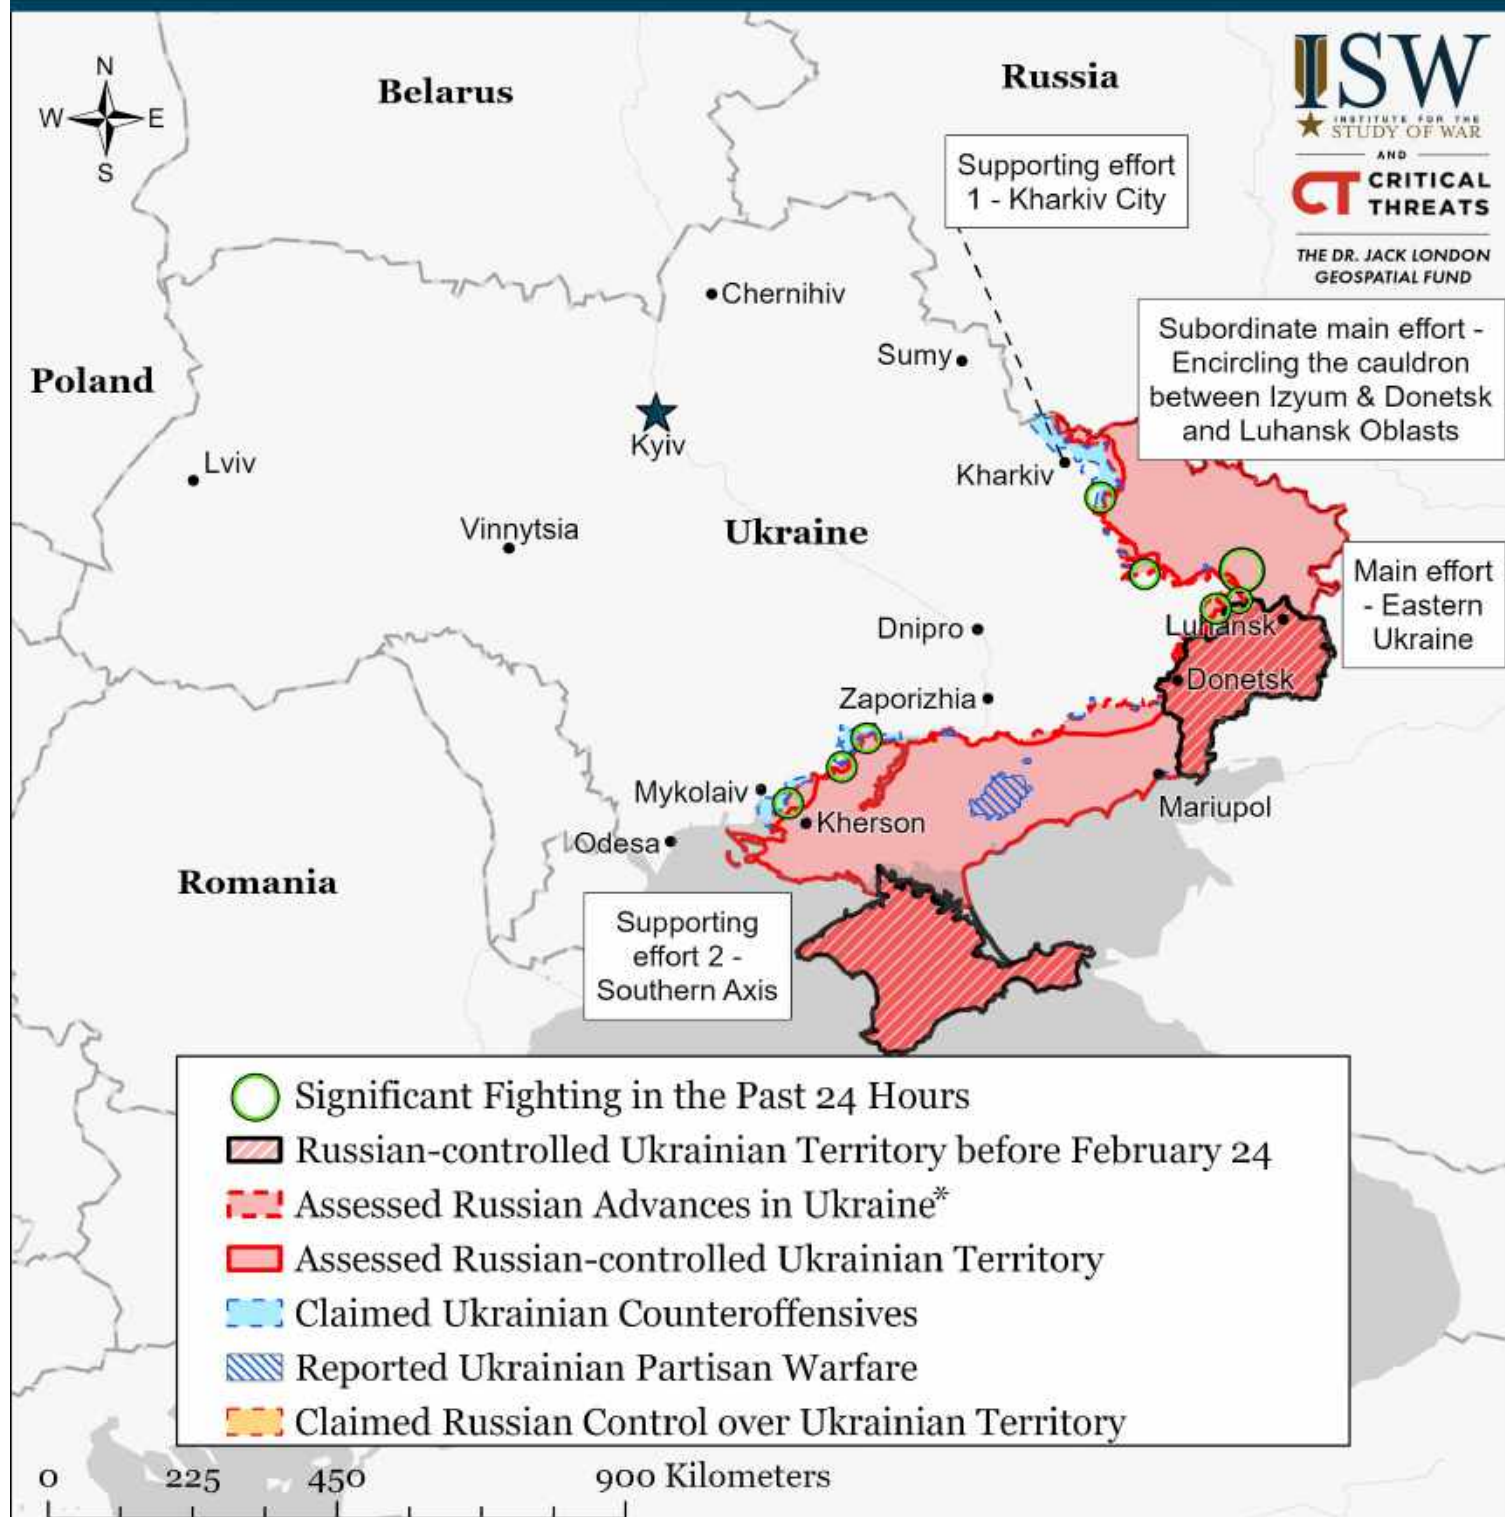 N
W
E
S
Belarus
Russia
ISW
INSTITUTE FOR THE
STUDY OF WAR
AND
CT CRITICAL
THREATS
THE DR. JACK LONDON
GEOSPATIAL FUND
Supporting effort
1 - Kharkiv City
Chernihiv
Subordinate main effort -
Encircling the cauldron
between Izyum & Donetsk
and Luhansk Oblasts
Sumy
Poland
Kyiv
Lviv
Kharkiv
Vinnytsia
Ukraine
Main effort
- Eastern
Ukraine
Dnipro
Luhansk
Donetsk
Zaporizhia
Mykolaiv
Mariupol
Kherson
Odesa
Romania
Supporting
effort 2 -
Southern Axis
Significant Fighting in the Past 24 Hours
Russian-controlled Ukrainian Territory before February 24
Assessed Russian Advances in Ukraine*
Assessed Russian-controlled Ukrainian Territory
Claimed Ukrainian Counteroffensives
Reported Ukrainian Partisan Warfare
Claimed Russian Control over Ukrainian Territory
0 225 450 900 Kilometers